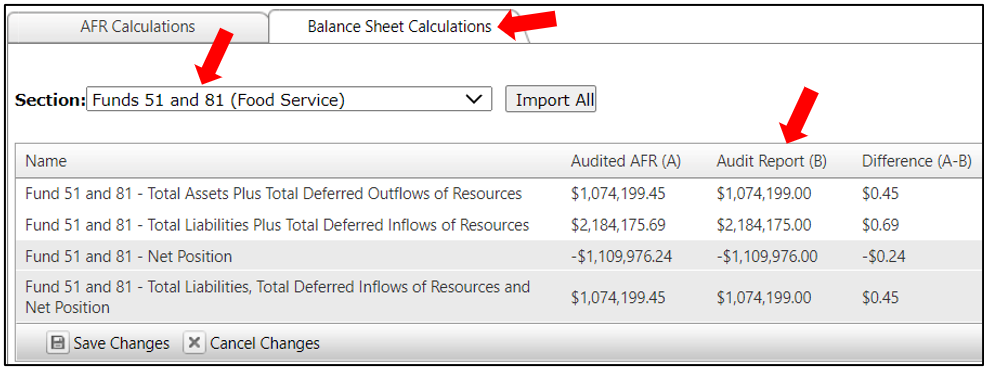 AFR Calculations Balance Sheet Calculations
Section: Funds 51 and 81 (Food Service) Import All
Name Audited AFR (A) Audit Report (B) Difference (A-B)
Fund 51 and 81 - Total Assets Plus Total Deferred Outflows of Resources $1,074,199.45 $1,074,199.00 $0.45
Fund 51 and 81 - Total Liabilities Plus Total Deferred Inflows of Resources $2,184,175.69 $2,184,175.00 $0.69
Fund 51 and 81 - Net Position -$1,109,976.24 -$1,109,976.00 -$0.24
Fund 51 and 81 - Total Liabilities, Total Deferred Inflows of Resources and
Net Position $1,074,199.45 $1,074,199.00 $0.45
Save Changes Cancel Changes